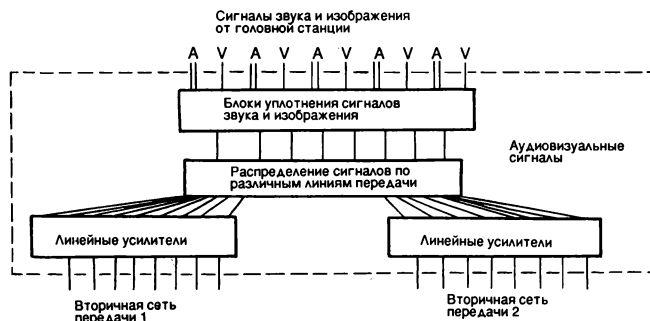 Сигналы звука и изображения
от головной станции
A V A V A V A V A V
Блоки уплотнения сигналов
звука и изображения
Аудиовизуальные
сигналы
Распределение сигналов по
различным линиям передачи
Линейные усилители
Линейные усилители
Вторичная сеть
передачи 1
Вторичная сеть
передачи 2